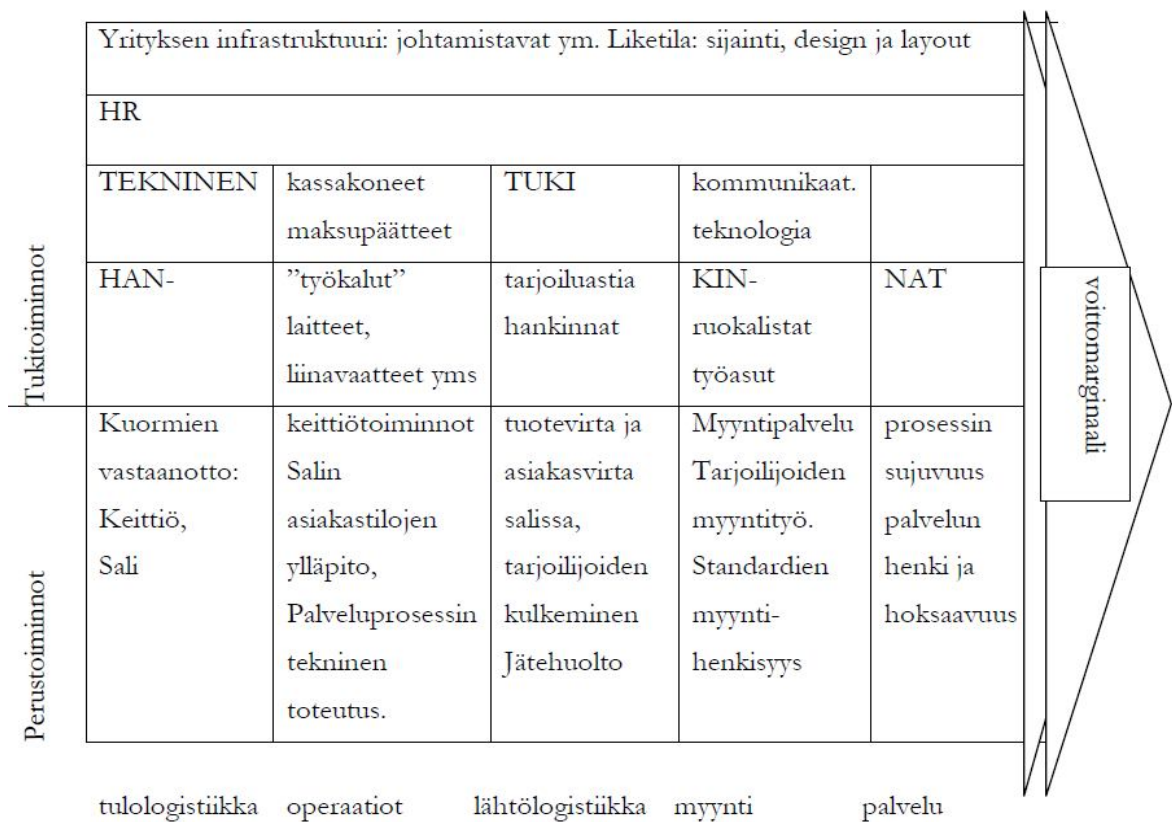 Yrityksen infrastruktuuri: johtamistavat ym. Liketila: sijainti, design ja layout
HR
TEKNINEN
kassakoneet
maksupäätteet
TUKI
kommunikaat.
teknologia
HAN-
”työkalut”
laitteet,
liinavaatteet yms
tarjoiluastia
hankinnat
KIN-
ruokalistat
työasut
NAT
Kuormien
vastaanotto:
Keittiö,
Sali
keittiötoiminnot
Salin
asiakastilojen
ylläpito,
Palveluprosessin
tekninen
toteutus.
tuotevirta ja
asiakasvirta
salissa,
tarjoilijoiden
kulkeminen
Jätehuolto
Myyntipalvelu
Tarjoilijoiden
myyntityö.
Standardien
myynti-
henkisyys
prosessin
sujuvuus
palvelun
henki ja
hoksaavuus
Tukitoiminnot
Perustoiminnot
voittomarginaali
tulologistiikka operaatiot lähtölogistiikka myynti palvelu